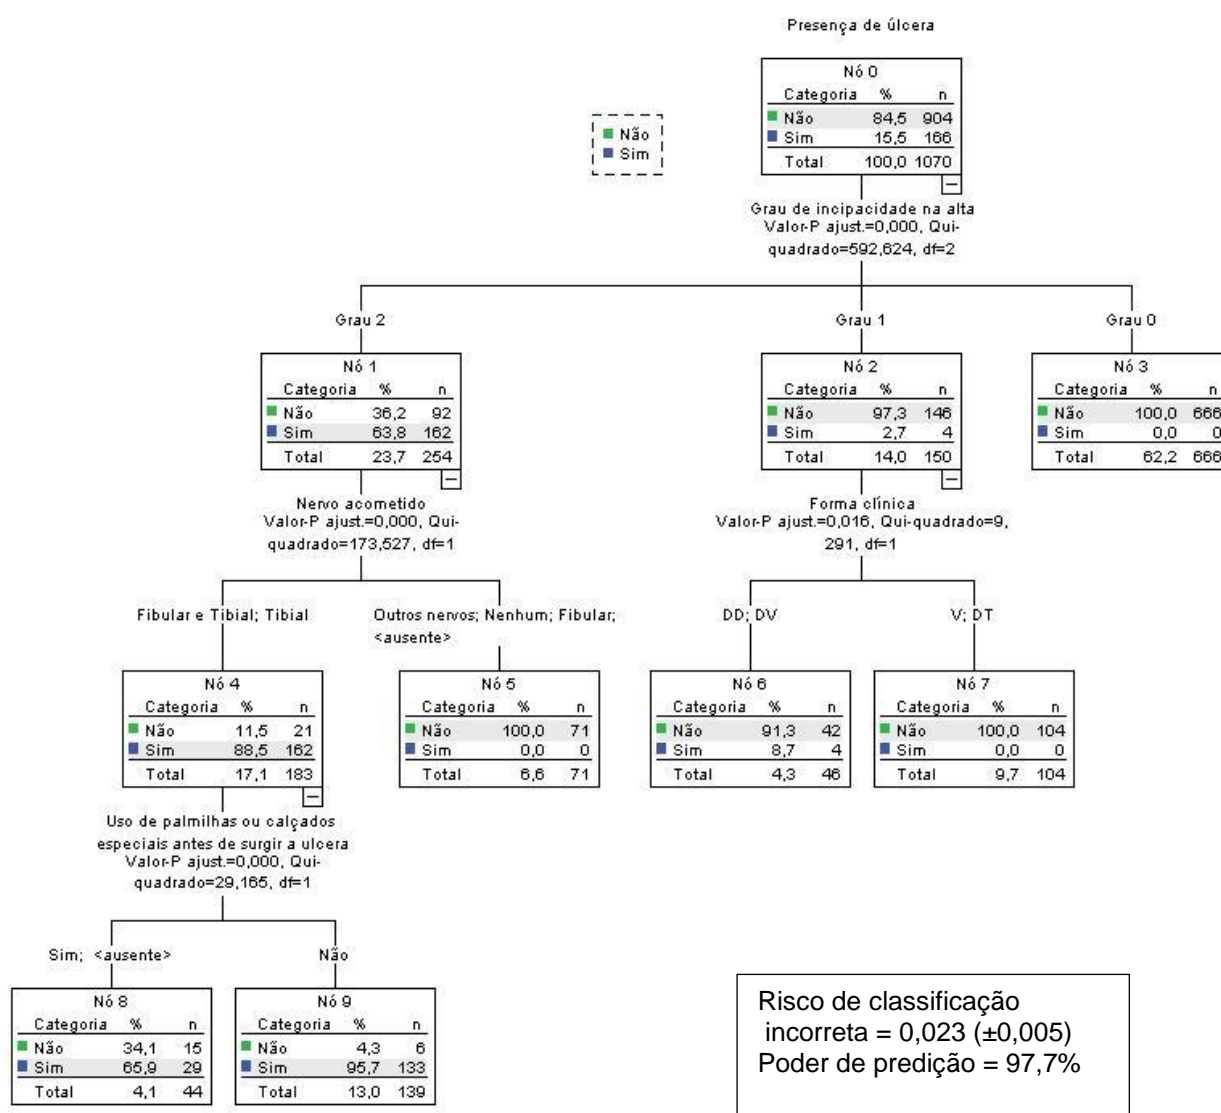 Presença de úlcera
Não
Sim
Nó 0
Categoria % n
Não 84,5 904
Sim 15,5 166
Total 100,0 1070
Grau de incipacidade na alta
Valor-P ajust.=0,000, Qui-
quadrado=592,624, df=2
Grau 2
Grau 1
Grau 0
Nó 1
Categoria % n
Não 36,2 92
Sim 63,8 162
Total 23,7 254
Nó 2
Categoria % n
Não 97,3 146
Sim 2,7 4
Total 14,0 150
Nó 3
Categoria % n
Não 100,0 666
Sim 0,0 0
Total 62,2 666
Nervo acometido
Valor-P ajust.=0,000, Qui-
quadrado=173,527, df=1
Forma clínica
Valor-P ajust.=0,016, Qui-quadrado=9,
291, df=1
Fibular e Tibial; Tibial
Outros nervos; Nenhum; Fibular;
<ausente>
DD; DV
V; DT
Nó 4
Categoria % n
Não 11,5 21
Sim 88,5 162
Total 17,1 183
Nó 5
Categoria % n
Não 100,0 71
Sim 0,0 0
Total 6,6 71
Nó 6
Categoria % n
Não 91,3 42
Sim 8,7 4
Total 4,3 46
Nó 7
Categoria % n
Não 100,0 104
Sim 0,0 0
Total 9,7 104
Uso de palmilhas ou calçados
especiais antes de surgir a ulcera
Valor-P ajust.=0,000, Qui-
quadrado=29,165, df=1
Sim; <ausente>
Não
Nó 8
Categoria % n
Não 34,1 15
Sim 65,9 29
Total 4,1 44
Nó 9
Categoria % n
Não 4,3 6
Sim 95,7 133
Total 13,0 139
Risco de classificação
incorreta = 0,023 (±0,005)
Poder de predição = 97,7%